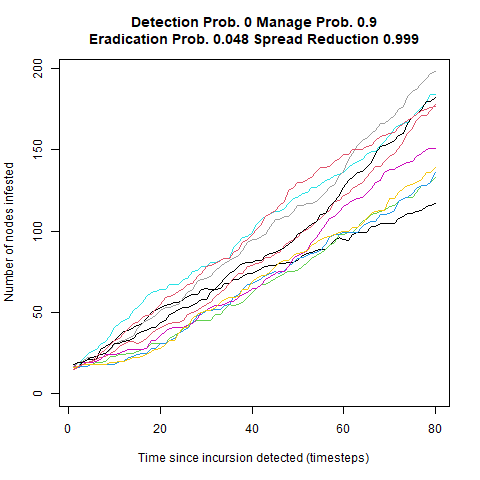 Detection Prob. 0 Manage Prob. 0.9
Eradication Prob. 0.048 Spread Reduction 0.999
Number of nodes infested
200
150
100
50
0
0 20 40 60 80
Time since incursion detected (timesteps)